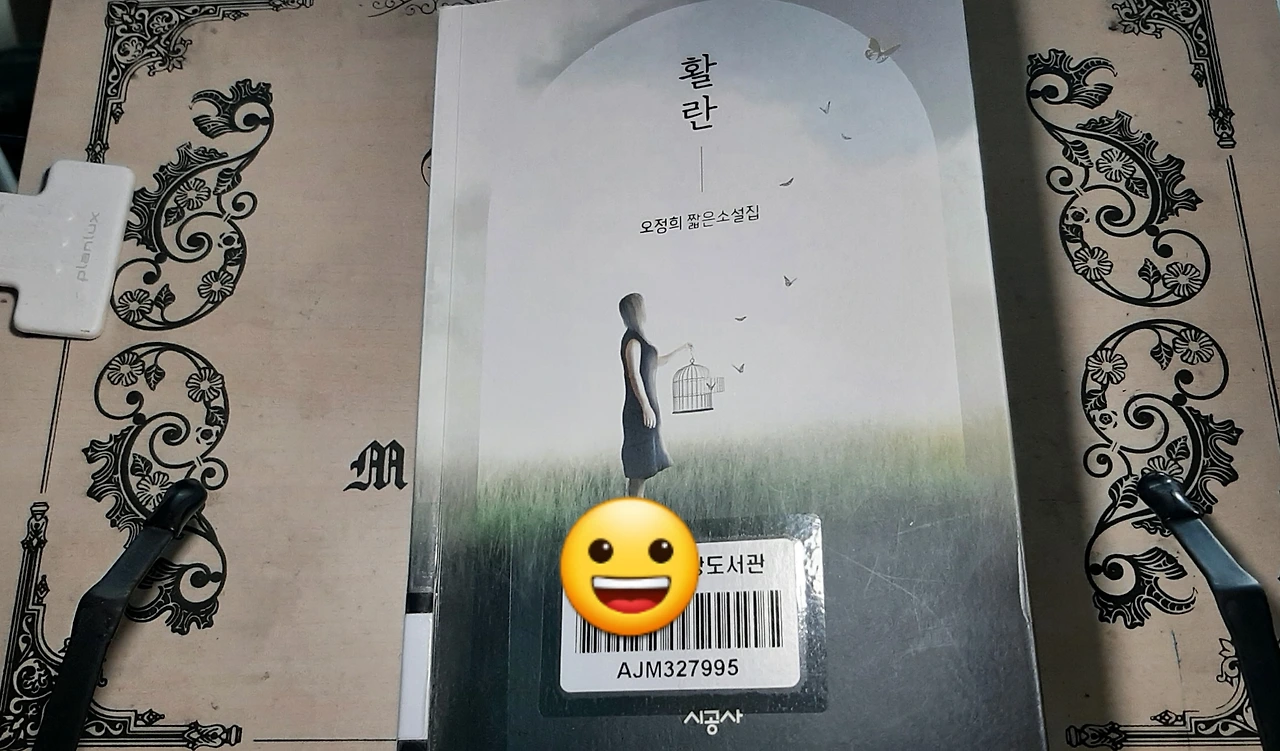 활
란
오정희 짧은소설집
planlux
M
도서관
AJM327995
시공사